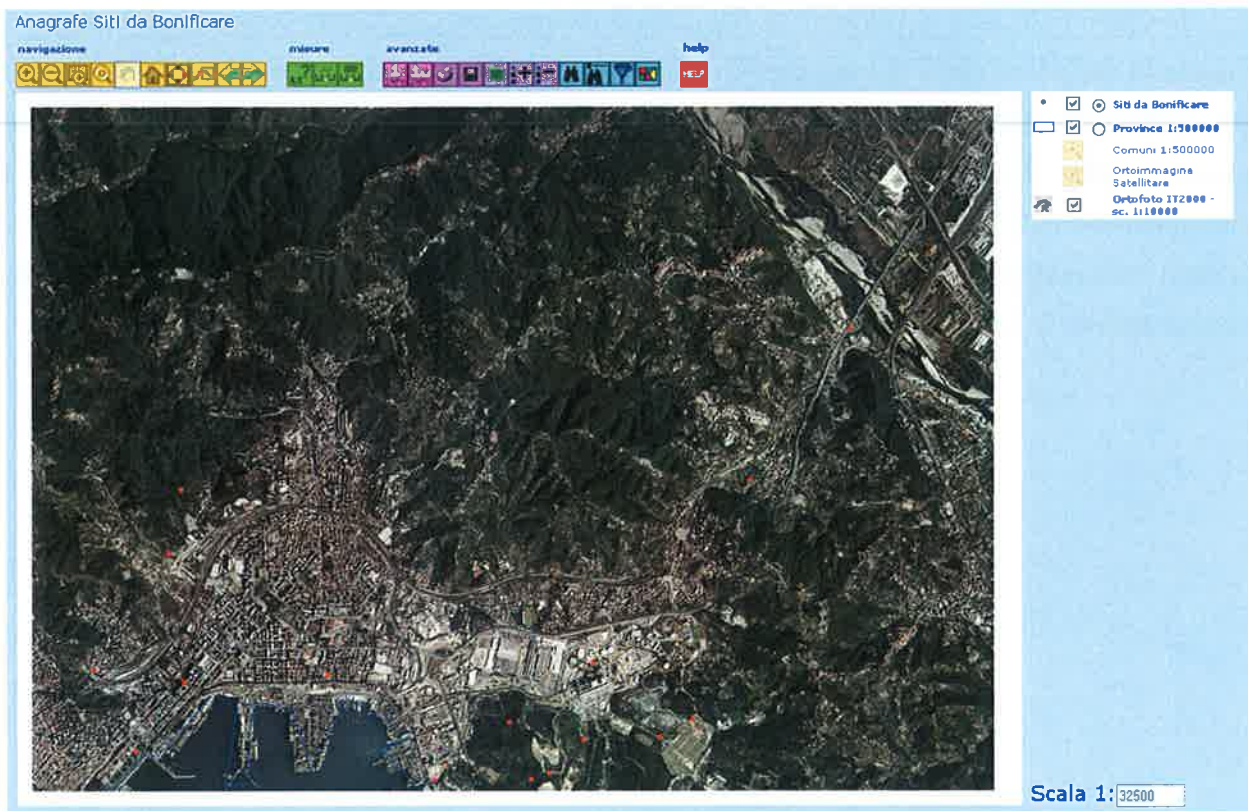 Anagrafe Siti da Bonificare
navigazione
misure
avanzate
help
HELP
Siti da Bonificare
Province 1:500000
Comuni 1:500000
Ortoimmagine
Satellitare
Ortofoto IT2000 -
sc. 1:10000
Scala 1: 32500